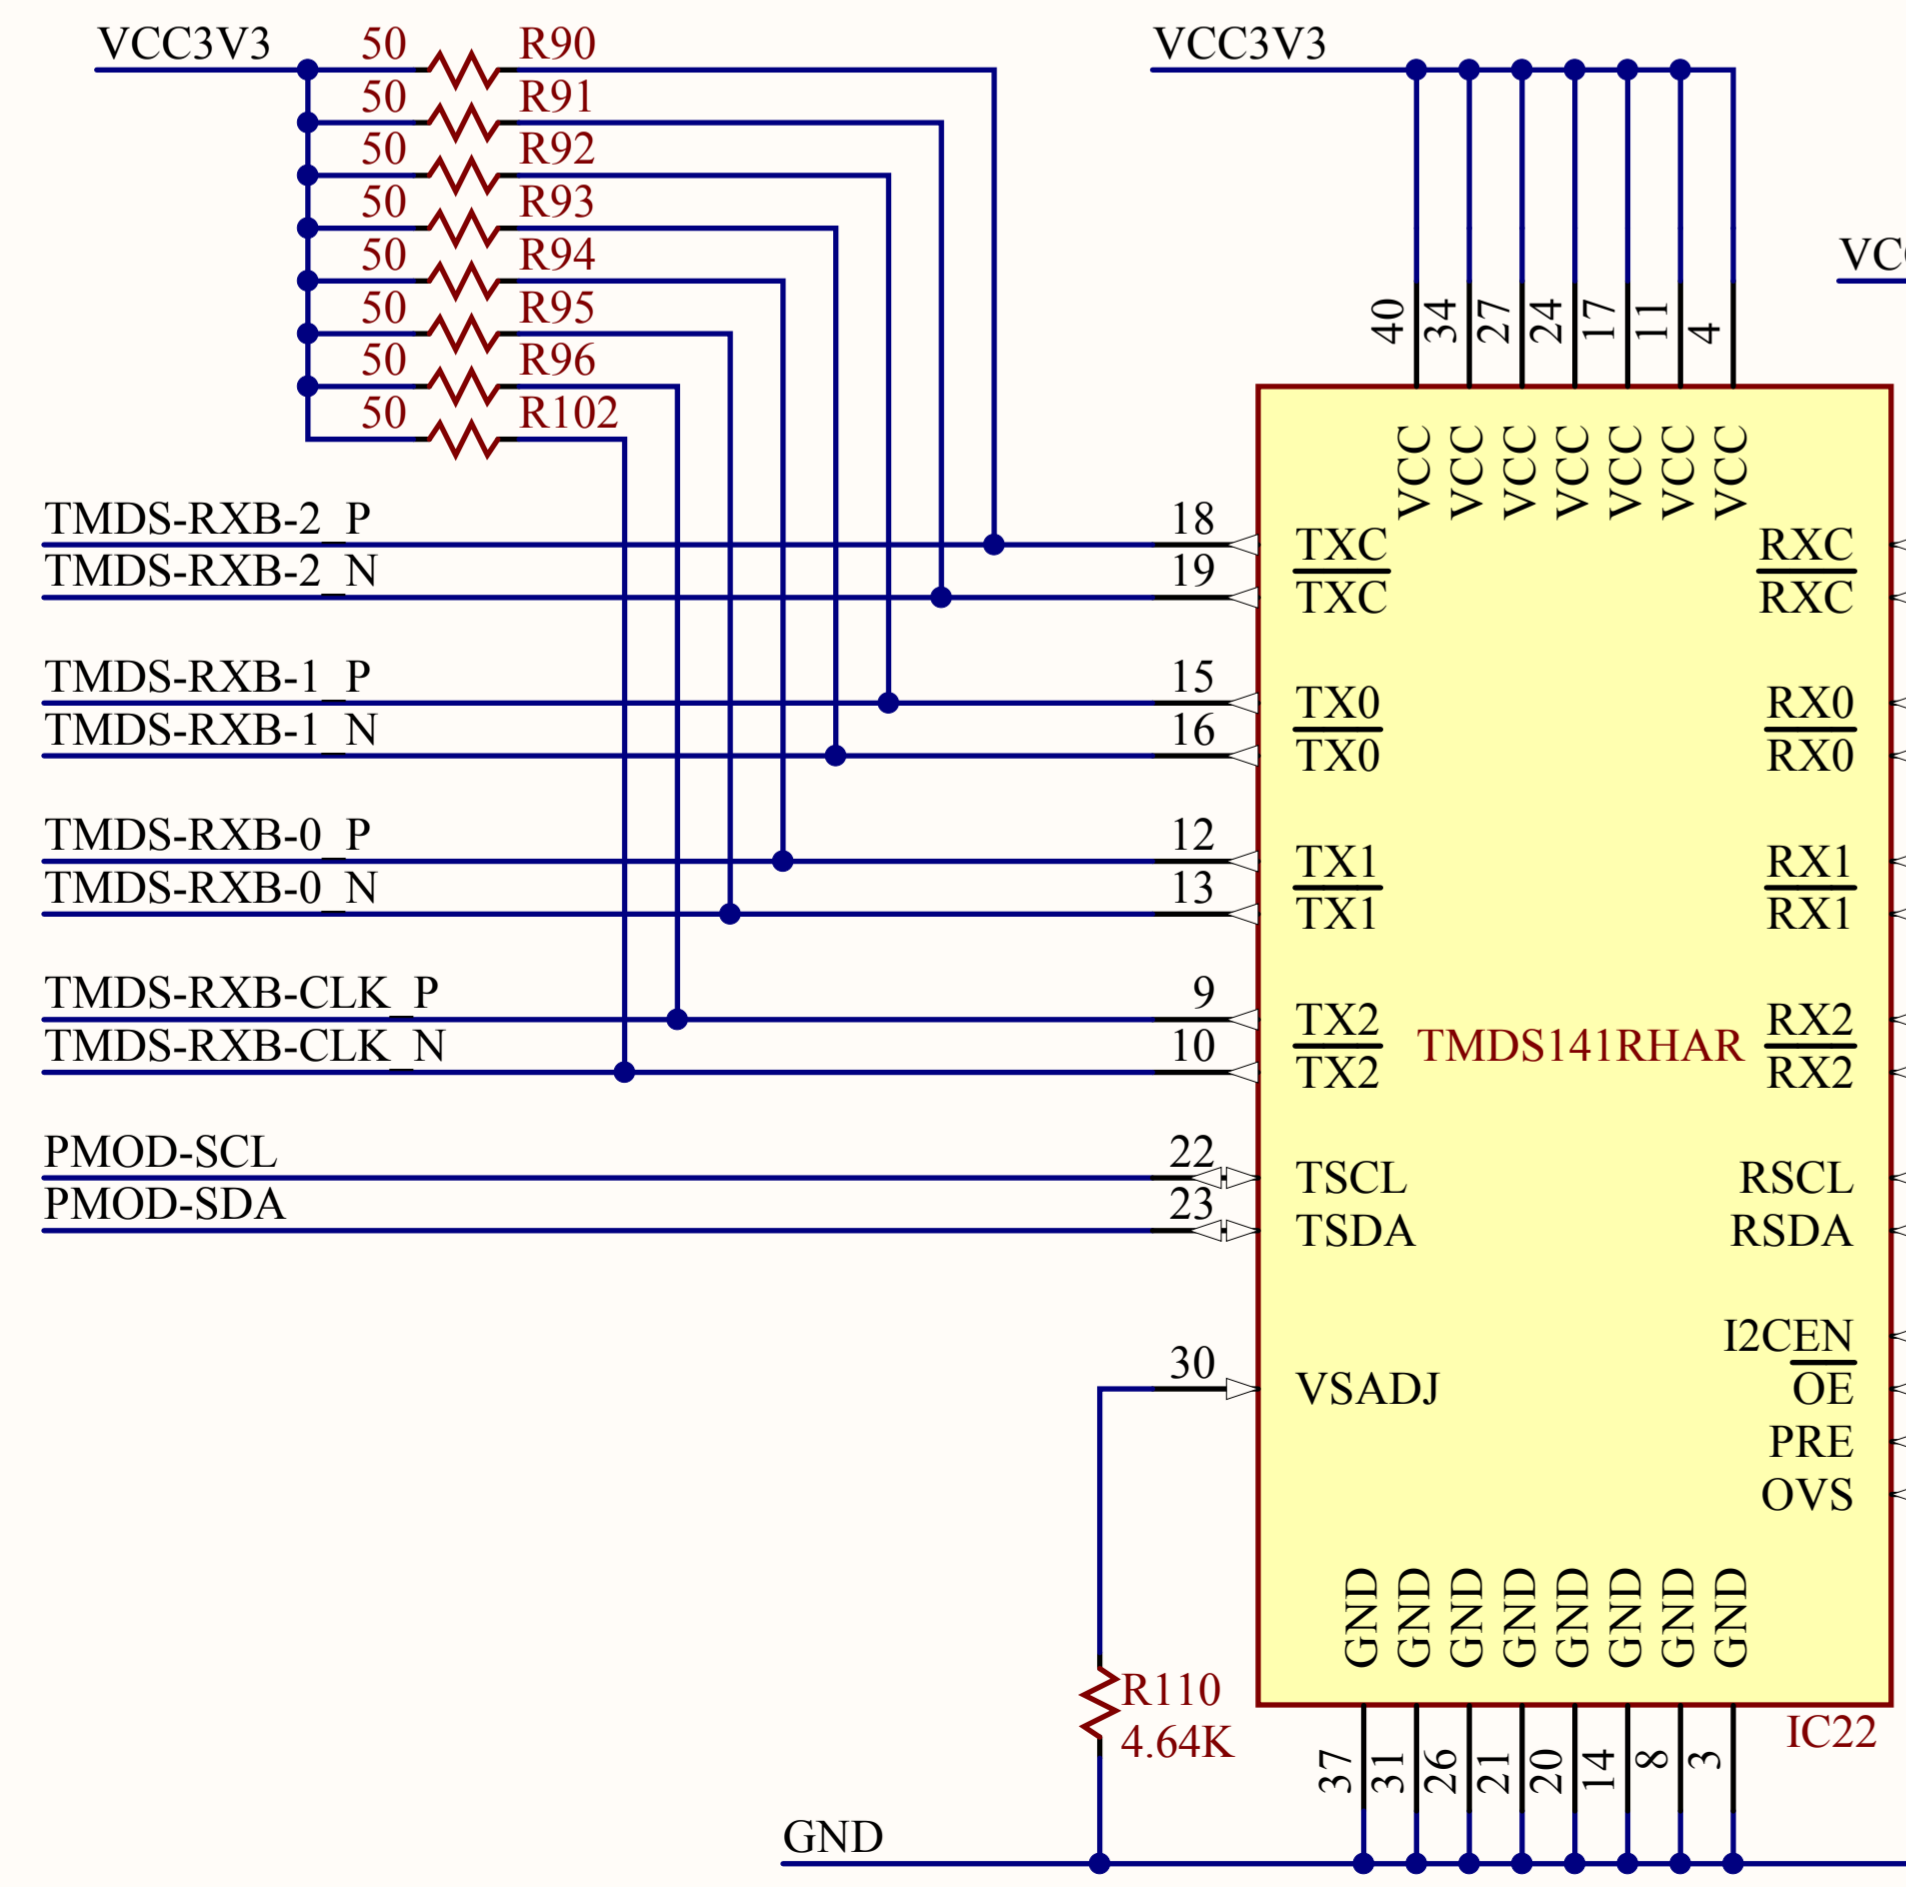 VCC3V3 50 R90 VCC3V3
50 R91
50 R92
50 R93
50 R94
50 R95
50 R96
50 R102
40 34 27 24 17 11 4
VCC VCC VCC VCC VCC VCC VCC
TMDS-RXB-2_P 18 TXC RXC
TMDS-RXB-2_N 19 TXC RXC
TMDS-RXB-1_P 15 TX0 RX0
TMDS-RXB-1_N 16 TX0 RX0
TMDS-RXB-0_P 12 TX1 RX1
TMDS-RXB-0_N 13 TX1 RX1
TMDS-RXB-CLK_P 9 TX2 RX2
TMDS141RHAR
TMDS-RXB-CLK_N 10 TX2 RX2
PMOD-SCL 22 TSCL RSCL
PMOD-SDA 23 TSDA RSDA
I2CEN
30 VSADJ OE
PRE
OVS
GND GND GND GND GND GND GND GND
R110
4.64K
IC22
37 31 26 21 20 14 8 3
GND